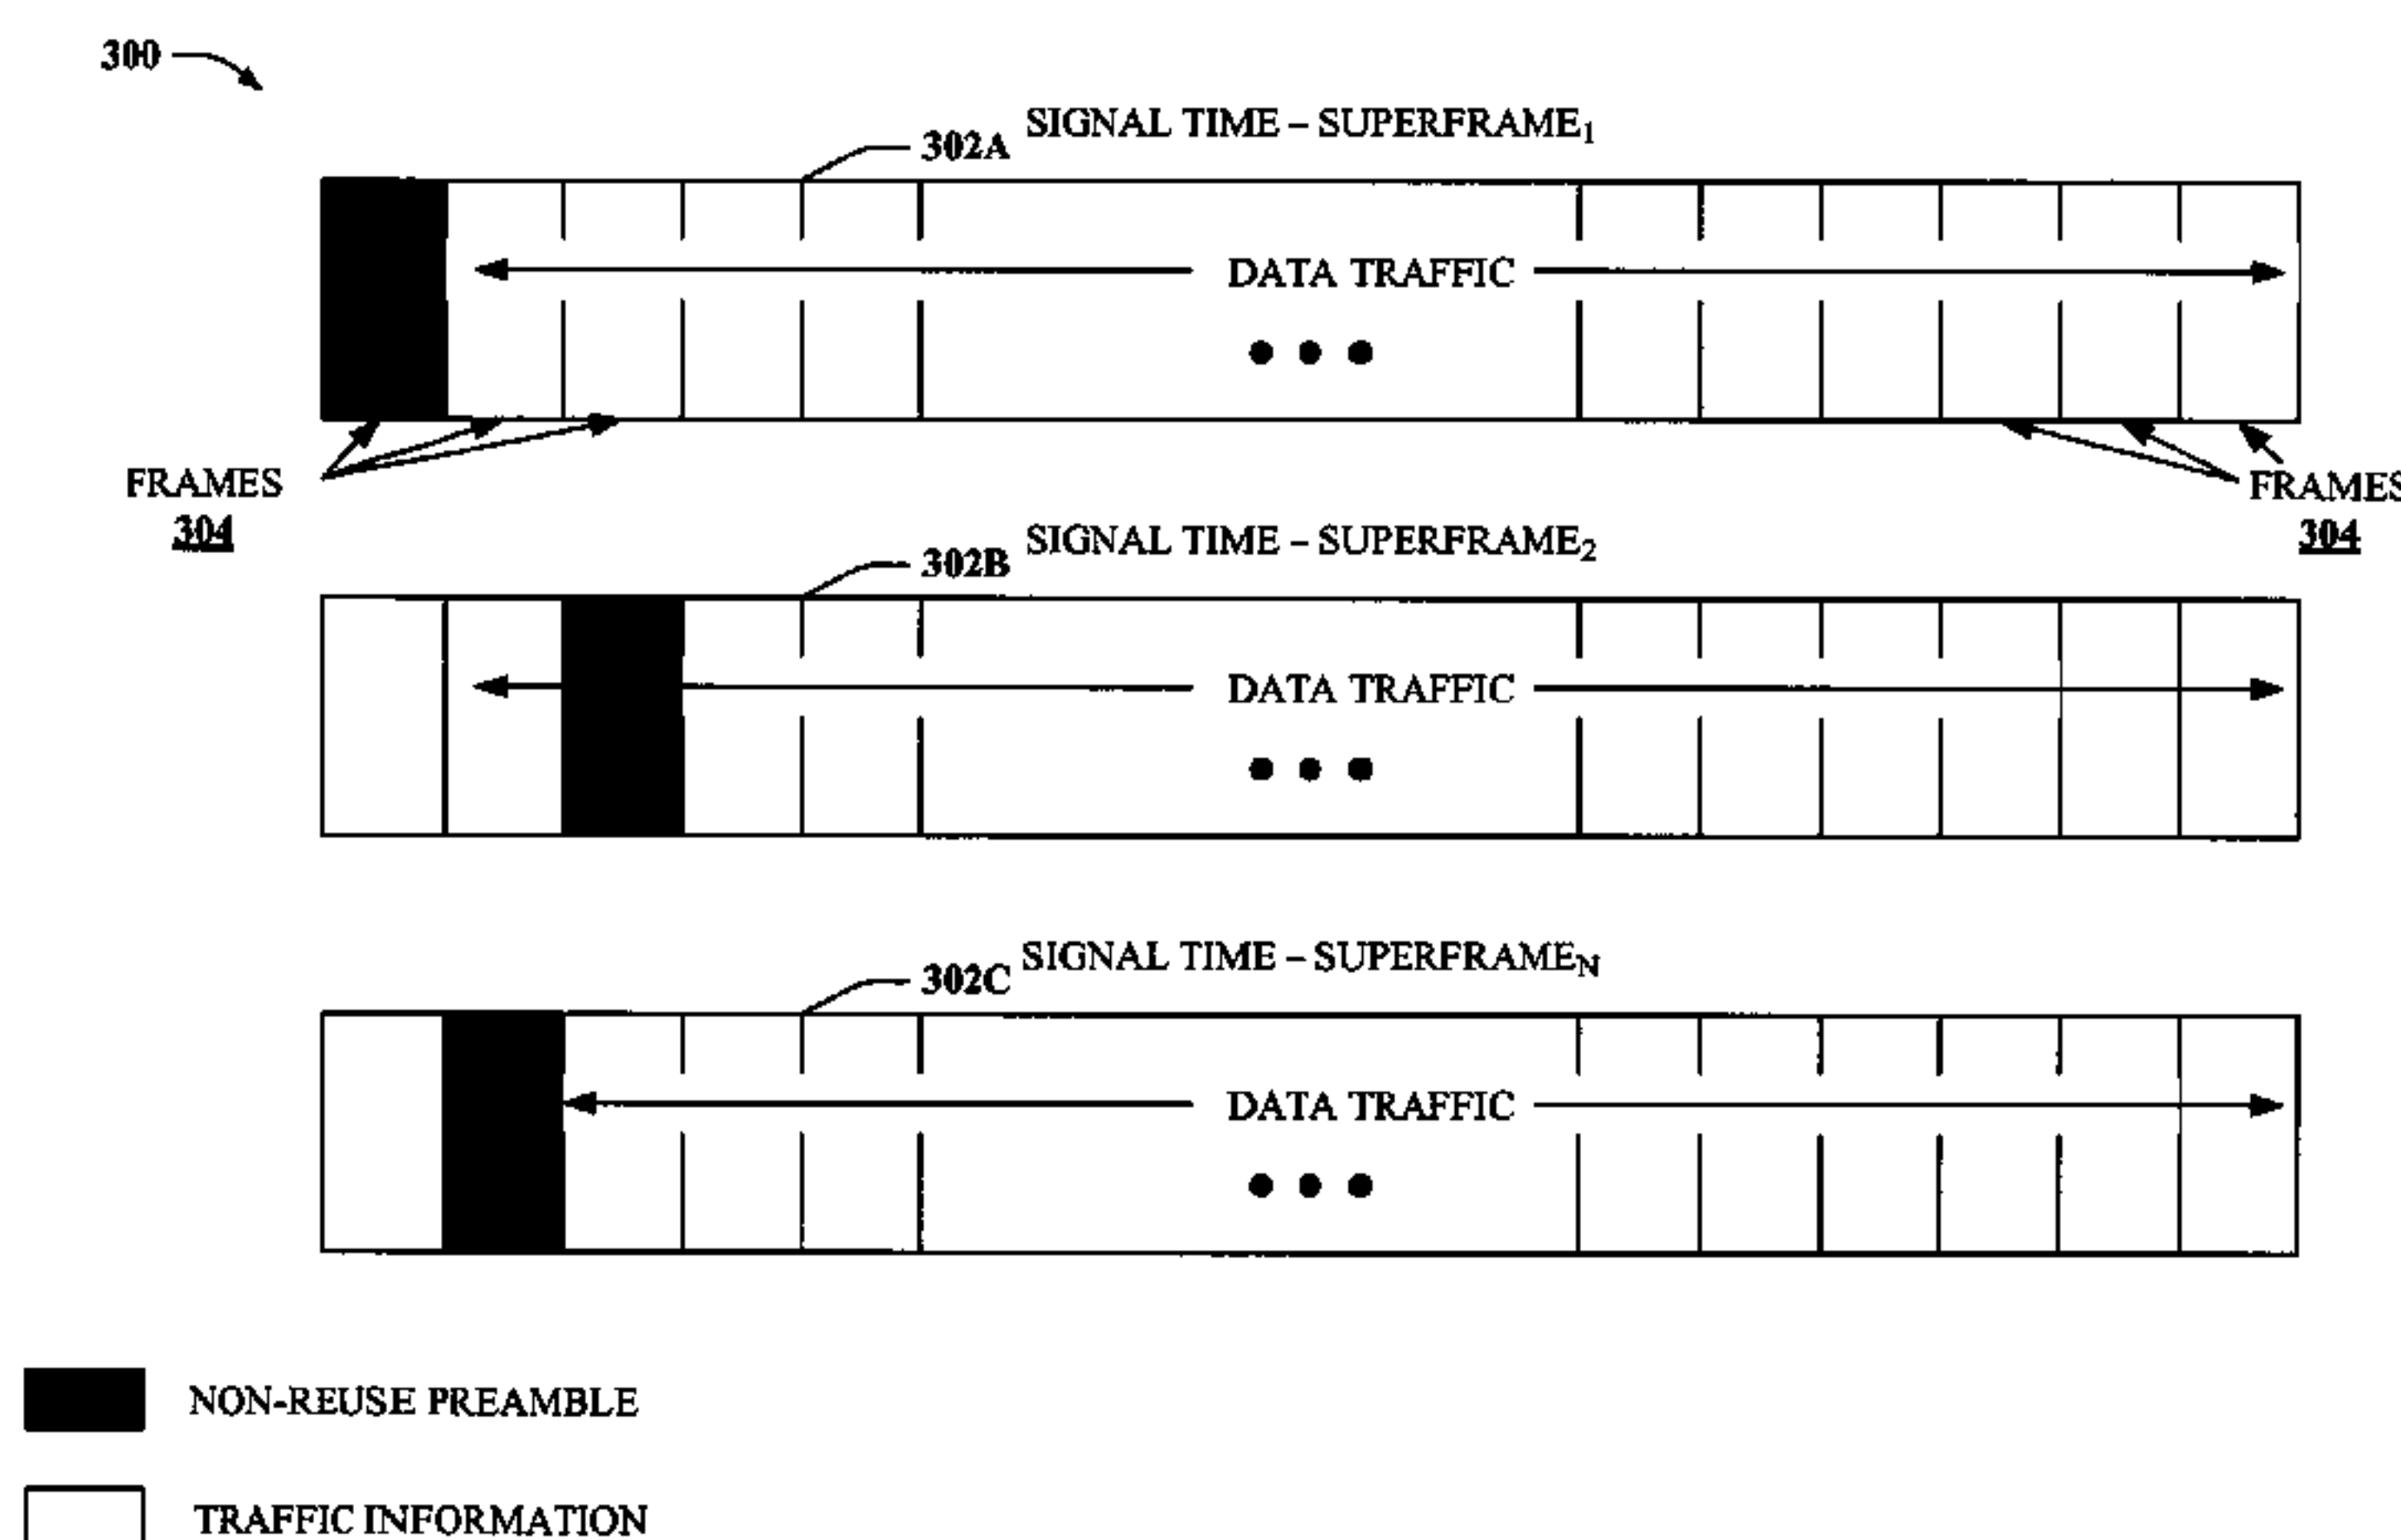 300
302A SIGNAL TIME – SUPERFRAME₁
DATA TRAFFIC
FRAMES
304
FRAMES
304
302B SIGNAL TIME – SUPERFRAME₂
DATA TRAFFIC
302C SIGNAL TIME – SUPERFRAME_N
DATA TRAFFIC
NON-REUSE PREAMBLE
TRAFFIC INFORMATION